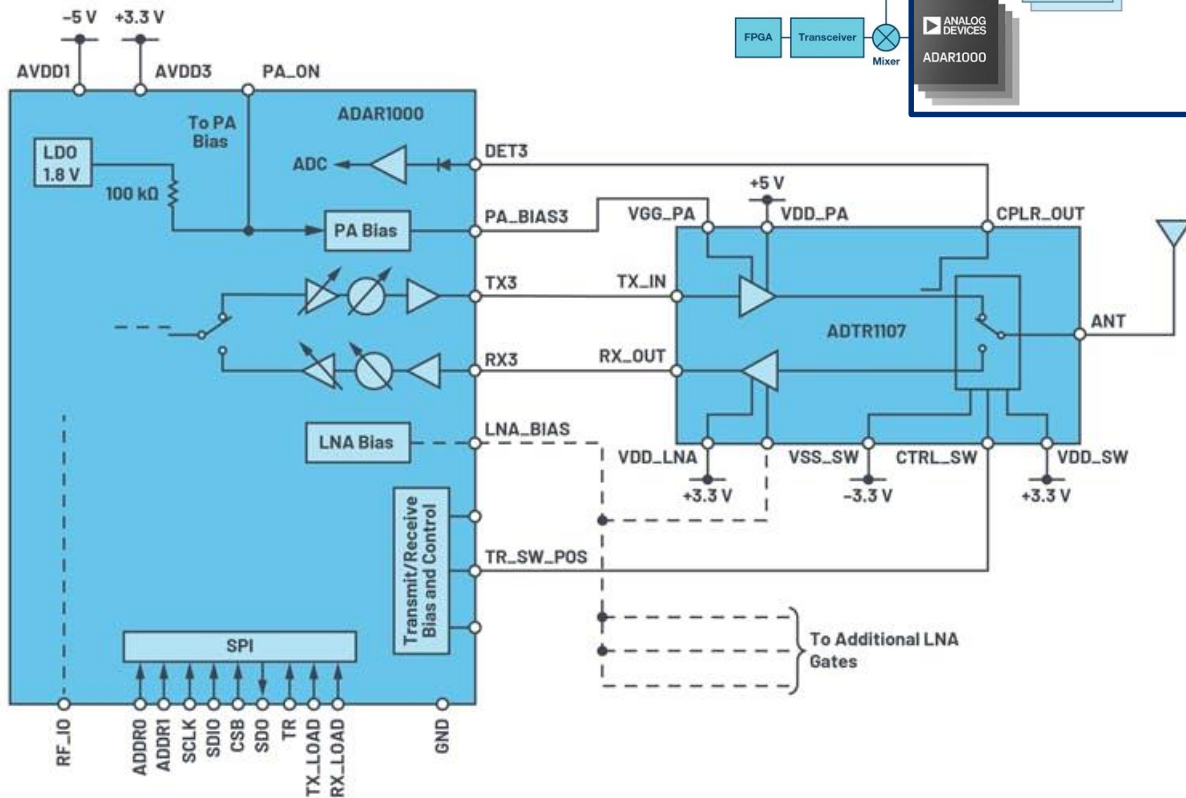 −5 V
+3.3 V
AVDD1
AVDD3
PA_ON
ADAR1000
To PA
Bias
LDO
1.8 V
100 kΩ
ADC
PA Bias
DET3
PA_BIAS3
TX3
RX3
LNA Bias
LNA_BIAS
Transmit/Receive
Bias and Control
TR_SW_POS
SPI
RF_IO
ADDR0
ADDR1
SCLK
SDIO
CSB
SDO
TR
TX_LOAD
RX_LOAD
GND
FPGA
Transceiver
Mixer
ANALOG
DEVICES
ADAR1000
+5 V
VGG_PA
VDD_PA
CPLR_OUT
TX_IN
ADTR1107
ANT
RX_OUT
VDD_LNA
VSS_SW
CTRL_SW
VDD_SW
+3.3 V
−3.3 V
+3.3 V
To Additional LNA
Gates